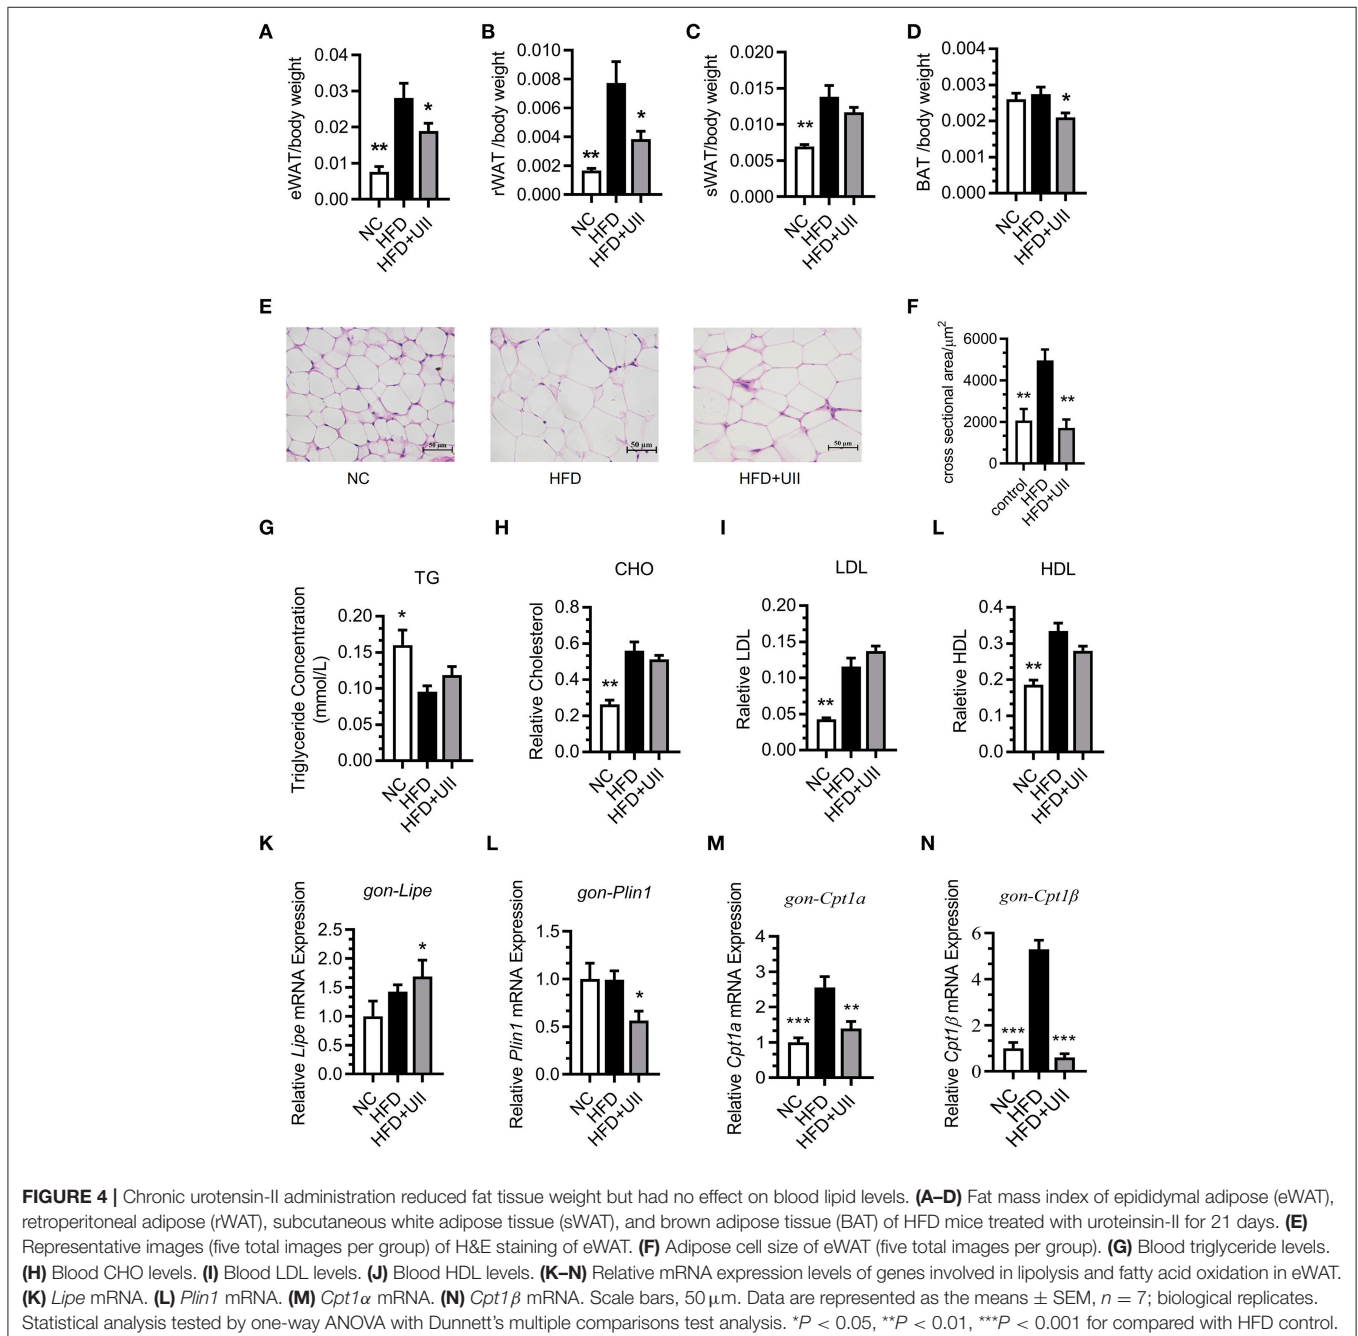 A
B
C
D
eWAT/body weight
0.04
0.03
0.02
0.01
0.00
**
*
NC
HFD
HFD+UII
rWAT /body weight
0.010
0.008
0.006
0.004
0.002
0.000
**
*
NC
HFD
HFD+UII
sWAT/body weight
0.020
0.015
0.010
0.005
0.000
**
NC
HFD
HFD+UII
BAT /body weight
0.004
0.003
0.002
0.001
0.000
*
NC
HFD
HFD+UII
E
50 μm
50 μm
50 μm
NC
HFD
HFD+UII
F
cross sectional area/μm²
6000
4000
2000
0
**
**
control
HFD
HFD+UII
G
TG
Triglyceride Concentration
(mmol/L)
0.20
0.15
0.10
0.05
0.00
*
NC
HFD
HFD+UII
H
CHO
Relative Cholesterol
0.8
0.6
0.4
0.2
0.0
**
NC
HFD
HFD+UII
I
LDL
Raletive LDL
0.20
0.15
0.10
0.05
0.00
**
NC
HFD
HFD+UII
L
HDL
Raletive HDL
0.4
0.3
0.2
0.1
0.0
**
NC
HFD
HFD+UII
K
gon-Lipe
Relative Lipe mRNA Expression
2.5
2.0
1.5
1.0
0.5
0.0
*
NC
HFD
HFD+UII
L
gon-Plin1
Relative Plin1 mRNA Expression
1.5
1.0
0.5
0.0
*
NC
HFD
HFD+UII
M
gon-Cpt1a
Relative Cpt1a mRNA Expression
4
3
2
1
0
***
**
NC
HFD
HFD+UII
N
gon-Cpt1β
Relative Cpt1β mRNA Expression
6
4
2
0
***
***
NC
HFD
HFD+UII
FIGURE 4 | Chronic urotensin-II administration reduced fat tissue weight but had no effect on blood lipid levels. (A–D) Fat mass index of epididymal adipose (eWAT),
retroperitoneal adipose (rWAT), subcutaneous white adipose tissue (sWAT), and brown adipose tissue (BAT) of HFD mice treated with uroteinsin-II for 21 days. (E)
Representative images (five total images per group) of H&E staining of eWAT. (F) Adipose cell size of eWAT (five total images per group). (G) Blood triglyceride levels.
(H) Blood CHO levels. (I) Blood LDL levels. (J) Blood HDL levels. (K–N) Relative mRNA expression levels of genes involved in lipolysis and fatty acid oxidation in eWAT.
(K) Lipe mRNA. (L) Plin1 mRNA. (M) Cpt1α mRNA. (N) Cpt1β mRNA. Scale bars, 50 μm. Data are represented as the means ± SEM, n = 7; biological replicates.
Statistical analysis tested by one-way ANOVA with Dunnett's multiple comparisons test analysis. *P < 0.05, **P < 0.01, ***P < 0.001 for compared with HFD control.